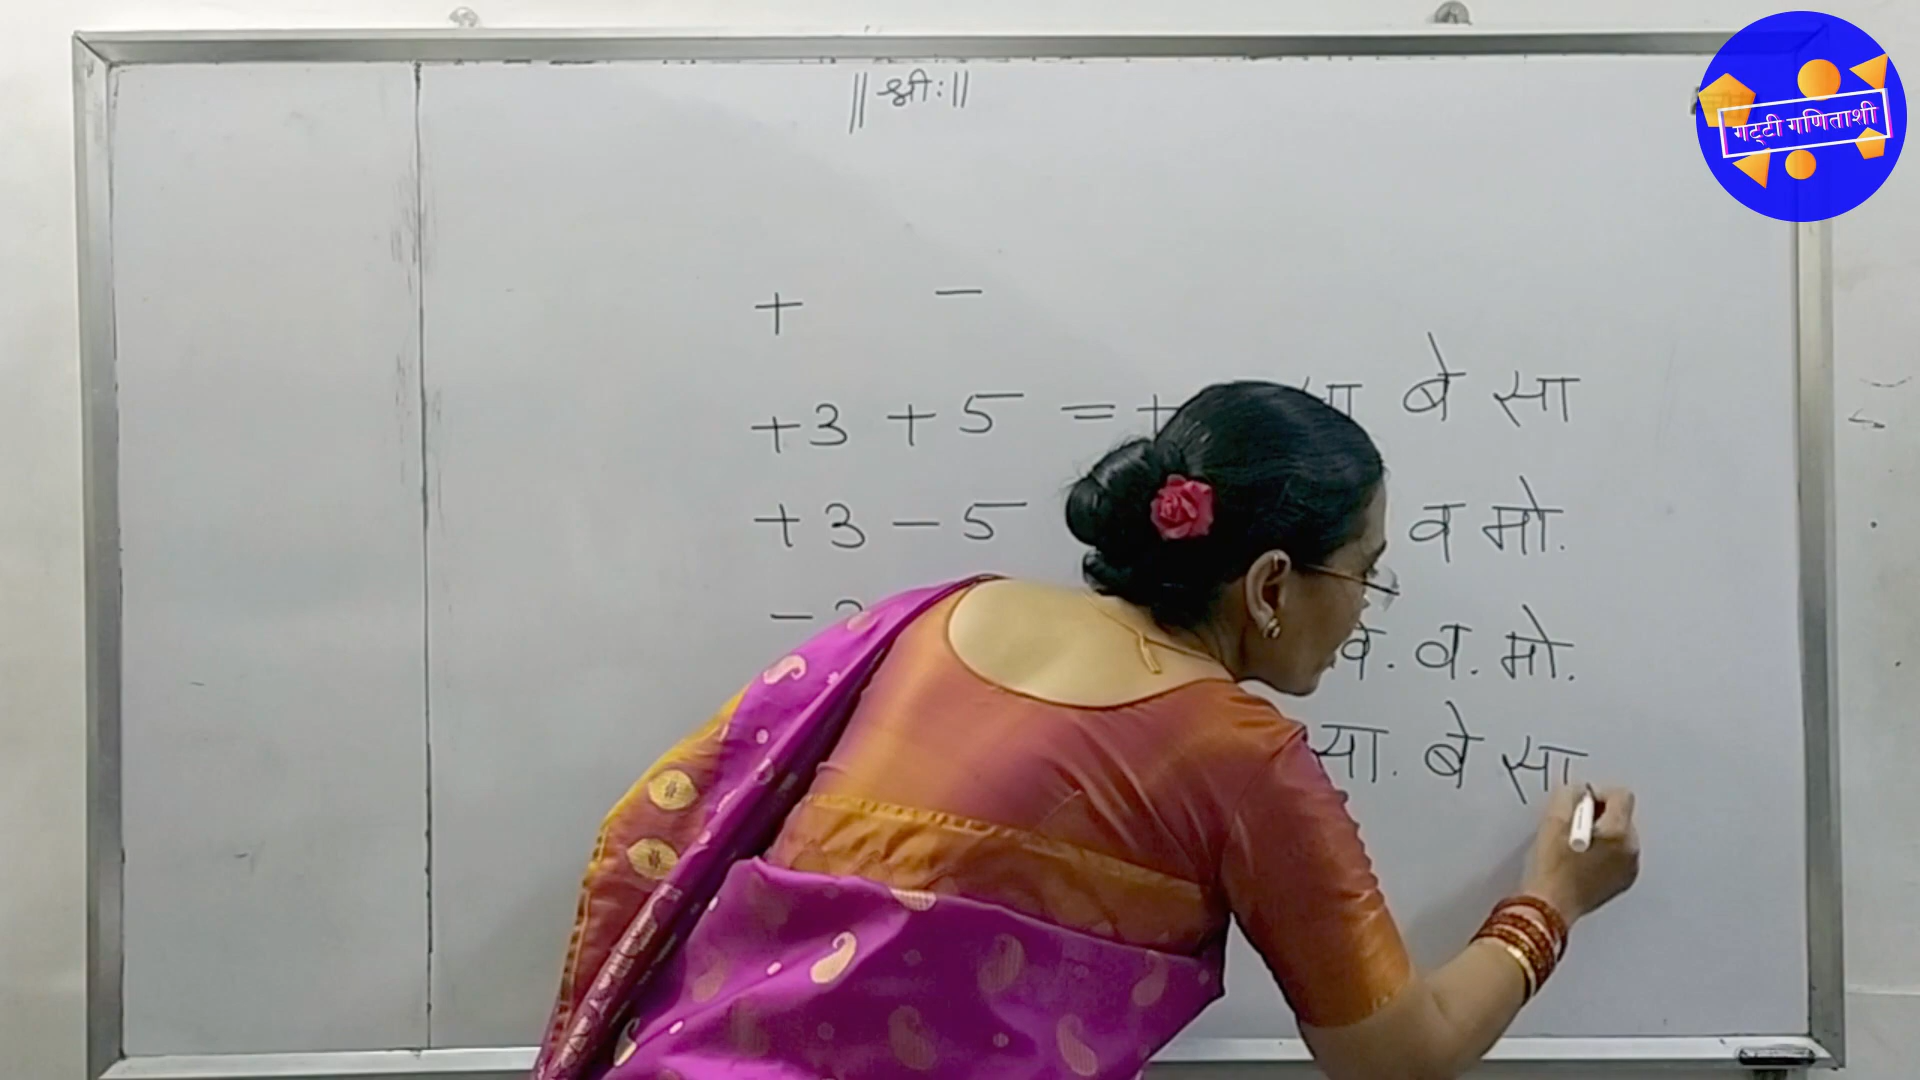 || श्री: ||
गट्टी गणिताशी
+ −
+3 + 5 = + बे सा
+3 − 5 व मो.
− व. व. मो.
या. बे सा